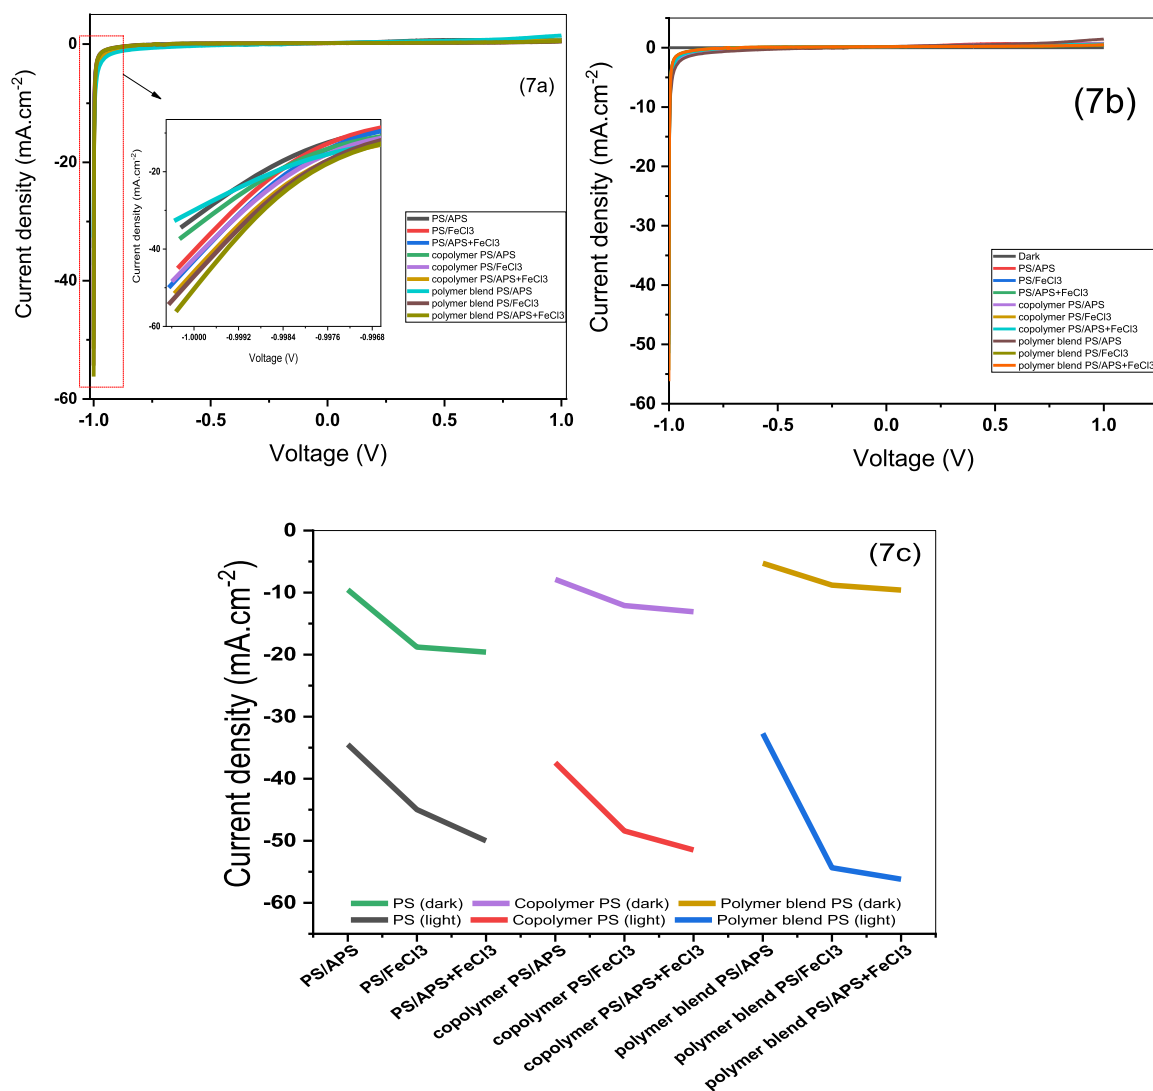 (7a)
Current density (mA.cm-2)
0
-20
-40
-60
-1.0
-0.5
0.0
0.5
1.0
Voltage (V)
Current density (mA.cm-2)
-20
-40
-60
-1.0000
-0.9992
-0.9984
-0.9976
-0.9968
Voltage (V)
PS/APS
PS/FeCl3
PS/APS+FeCl3
copolymer PS/APS
copolymer PS/FeCl3
copolymer PS/APS+FeCl3
polymer blend PS/APS
polymer blend PS/FeCl3
polymer blend PS/APS+FeCl3
(7b)
Current density (mA.cm-2)
0
-10
-20
-30
-40
-50
-60
-1.0
-0.5
0.0
0.5
1.0
Voltage (V)
Dark
PS/APS
PS/FeCl3
PS/APS+FeCl3
copolymer PS/APS
copolymer PS/FeCl3
copolymer PS/APS+FeCl3
polymer blend PS/APS
polymer blend PS/FeCl3
polymer blend PS/APS+FeCl3
(7c)
Current density (mA.cm-2)
0
-10
-20
-30
-40
-50
-60
PS (dark) Copolymer PS (dark) Polymer blend PS (dark)
PS (light) Copolymer PS (light) Polymer blend PS (light)
PS/APS
PS/FeCl3
PS/APS+FeCl3
copolymer PS/APS
copolymer PS/FeCl3
copolymer PS/APS+FeCl3
polymer blend PS/APS
polymer blend PS/FeCl3
polymer blend PS/APS+FeCl3